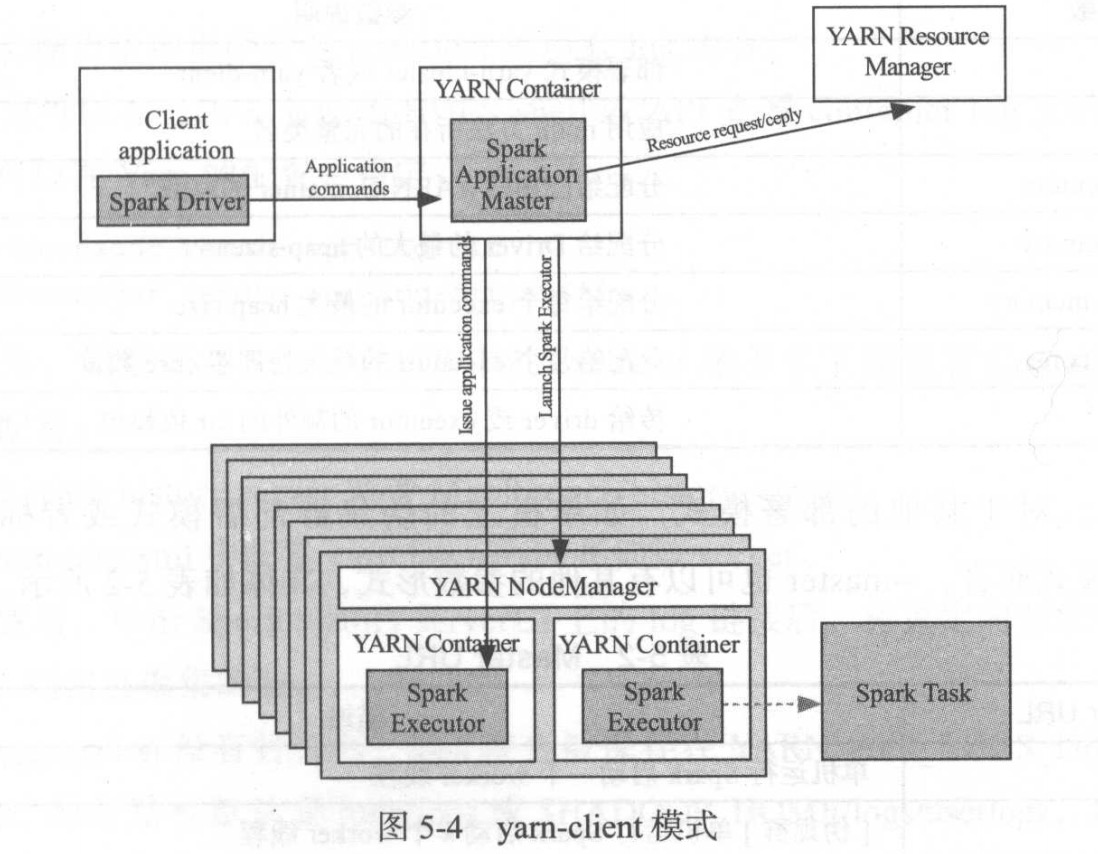 YARN Resource
Manager
YARN Container
Client
application
Spark Driver
Application
commands
Spark
Application
Master
Resource request/ceply
Issue application commands
Launch Spark Executor
YARN NodeManager
YARN Container
YARN Container
Spark
Executor
Spark
Executor
Spark Task
图 5-4 yarn-client 模式